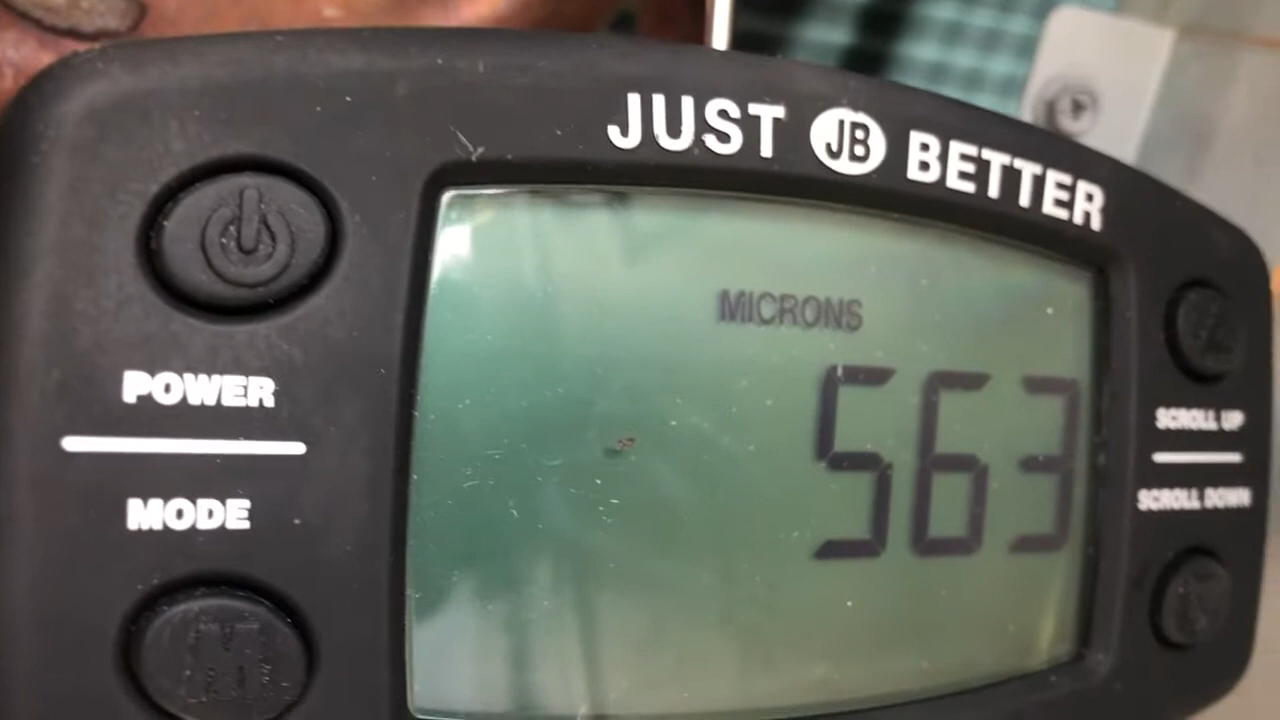 JUST JB BETTER
MICRONS
563
POWER
MODE
SCROLL UP
SCROLL DOWN